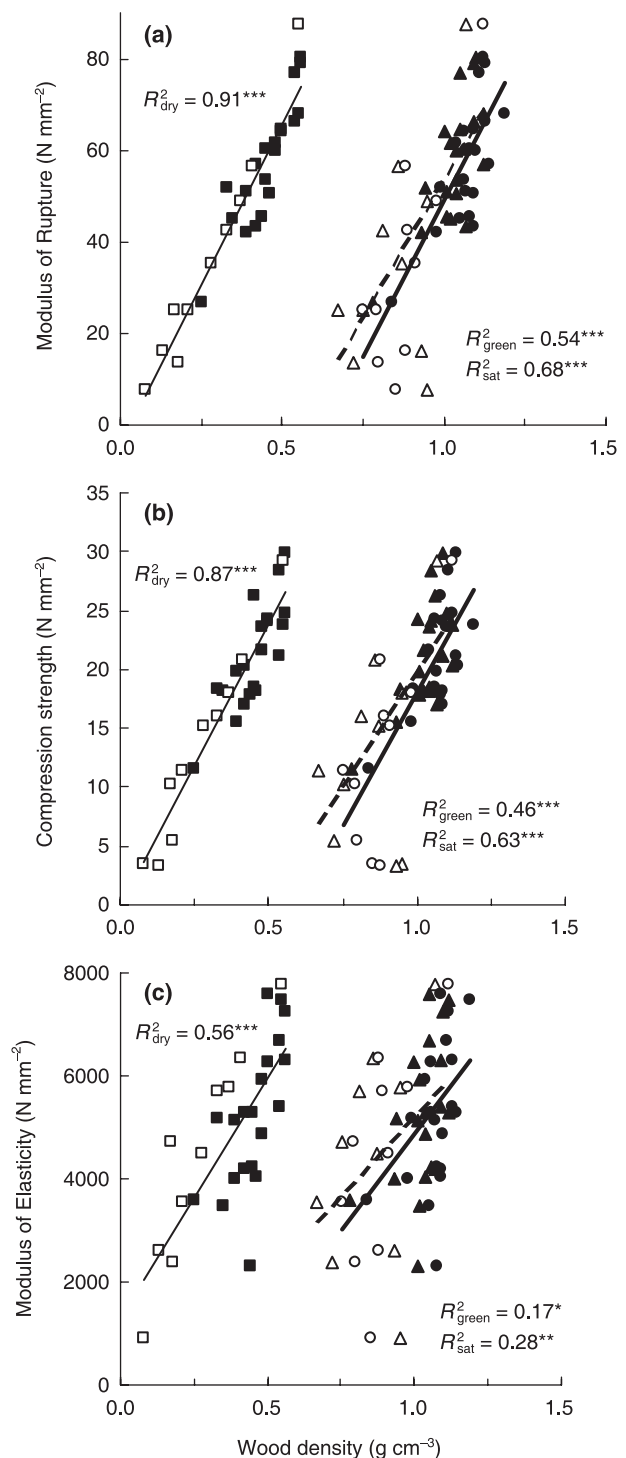 (a)
R²dry = 0.91***
Modulus of Rupture (N mm⁻²)
80
60
40
20
0
R²green = 0.54***
R²sat = 0.68***
0.0 0.5 1.0 1.5
(b)
R²dry = 0.87***
Compression strength (N mm⁻²)
35
30
25
20
15
10
5
0
R²green = 0.46***
R²sat = 0.63***
0.0 0.5 1.0 1.5
(c)
R²dry = 0.56***
Modulus of Elasticity (N mm⁻²)
8000
6000
4000
2000
0
R²green = 0.17*
R²sat = 0.28**
0.0 0.5 1.0 1.5
Wood density (g cm⁻³)